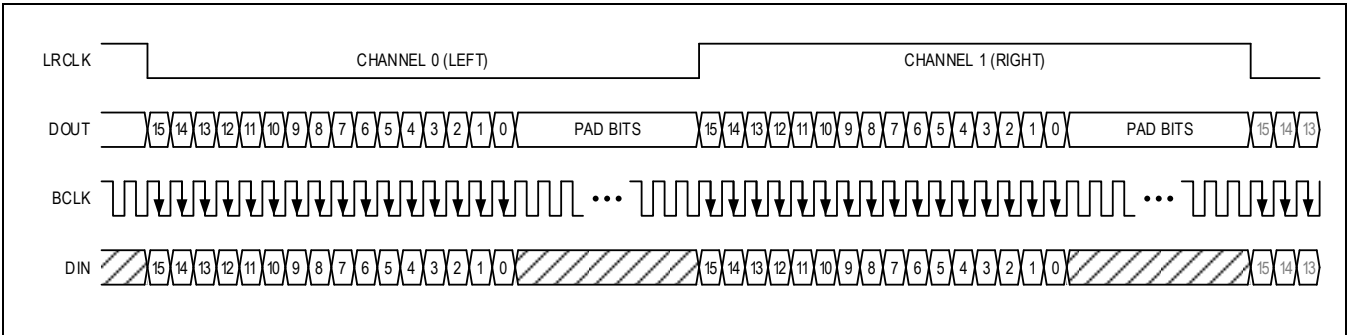 LRCLK CHANNEL 0 (LEFT) CHANNEL 1 (RIGHT)
DOUT 15 14 13 12 11 10 9 8 7 6 5 4 3 2 1 0 PAD BITS 15 14 13 12 11 10 9 8 7 6 5 4 3 2 1 0 PAD BITS 15 14 13
BCLK ••• •••
DIN 15 14 13 12 11 10 9 8 7 6 5 4 3 2 1 0 15 14 13 12 11 10 9 8 7 6 5 4 3 2 1 0 15 14 13